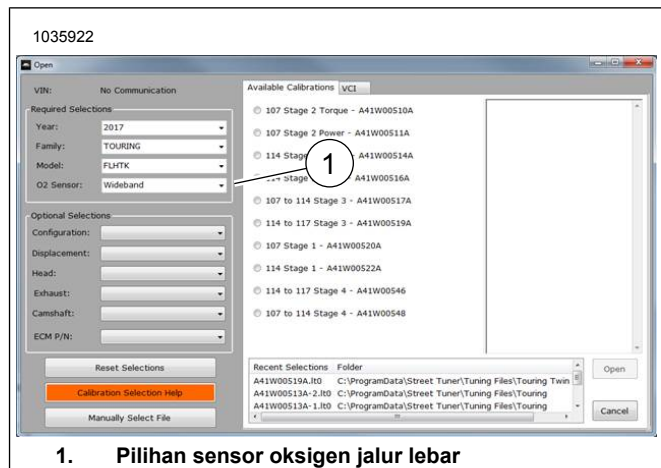 1035922
Open
VIN: No Communication
Required Selections
Year: 2017
Family: TOURING
Model: FLHTK
O2 Sensor: Wideband
Optional Selections
Configuration:
Displacement:
Head:
Exhaust:
Camshaft:
ECM P/N:
Reset Selections
Calibration Selection Help
Manually Select File
Available Calibrations VCI
107 Stage 2 Torque - A41W00510A
107 Stage 2 Power - A41W00511A
114 Stage A41W00514A
114 Stage A41W00516A
107 to 114 Stage 3 - A41W00517A
114 to 117 Stage 3 - A41W00519A
107 Stage 1 - A41W00520A
114 Stage 1 - A41W00522A
114 to 117 Stage 4 - A41W00546
107 to 114 Stage 4 - A41W00548
1
Recent Selections Folder
A41W00519A.lt0 C:\ProgramData\Street Tuner\Tuning Files\Touring Twin
A41W00513A-2.lt0 C:\ProgramData\Street Tuner\Tuning Files\Touring
A41W00513A-1.lt0 C:\ProgramData\Street Tuner\Tuning Files\Touring
Open
Cancel
1. Pilihan sensor oksigen jalur lebar